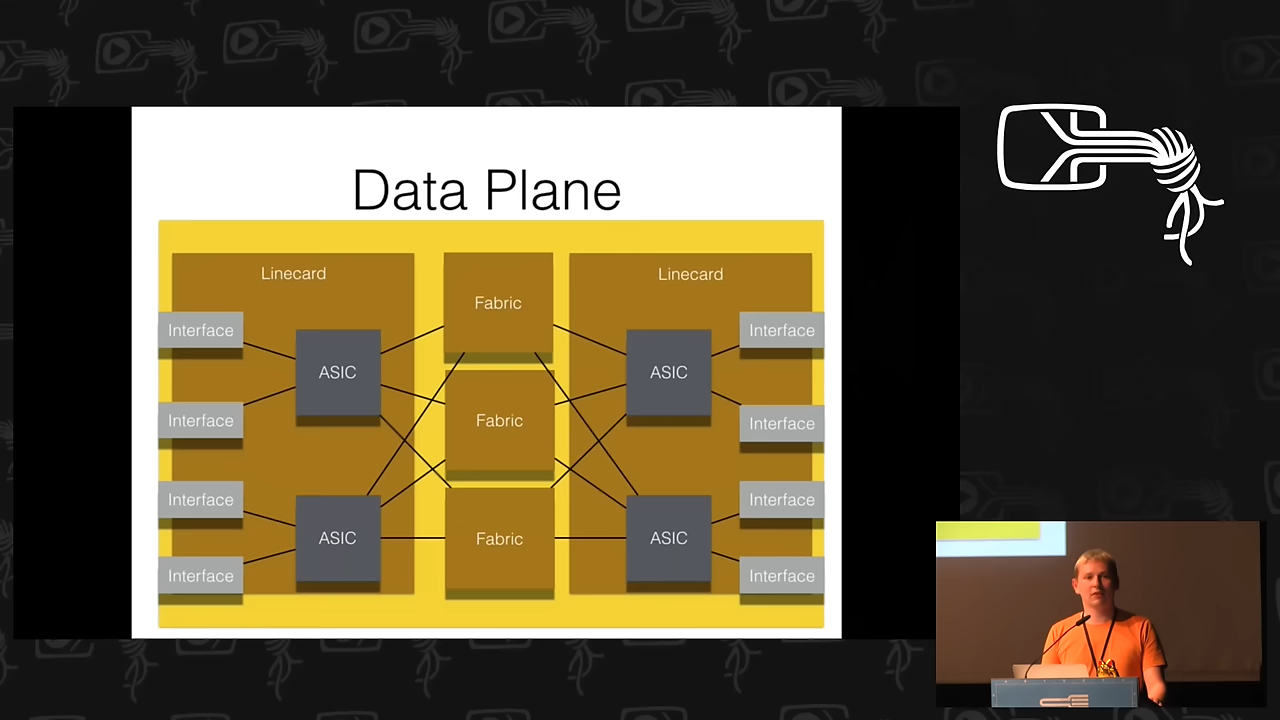 Data Plane
Linecard
Interface
Interface
Interface
Interface
ASIC
ASIC
Fabric
Fabric
Fabric
Linecard
ASIC
ASIC
Interface
Interface
Interface
Interface